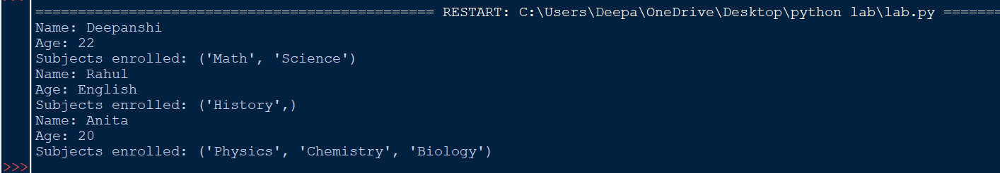 >>>
============================================== RESTART: C:\Users\Deepa\OneDrive\Desktop\python lab\lab.py =======
Name: Deepanshi
Age: 22
Subjects enrolled: ('Math', 'Science')
Name: Rahul
Age: English
Subjects enrolled: ('History',)
Name: Anita
Age: 20
Subjects enrolled: ('Physics', 'Chemistry', 'Biology')
>>>